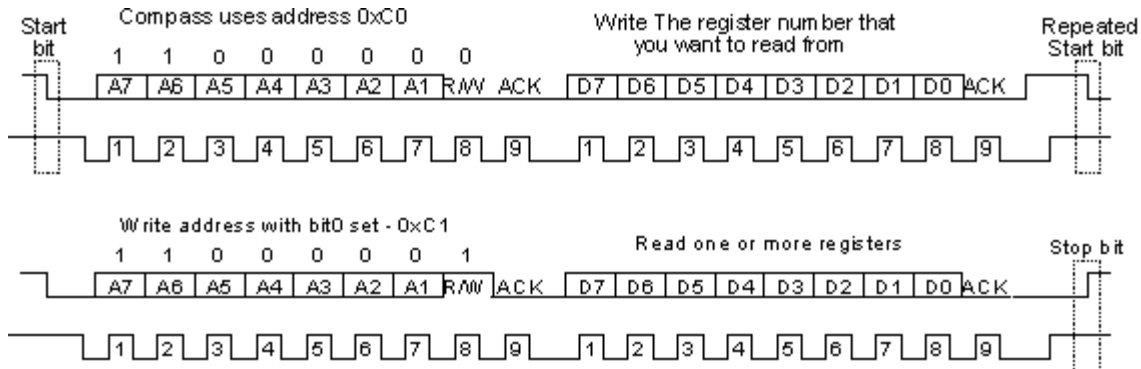 Start
bit
Compass uses address 0xC0
Write The register number that
you want to read from
Repeated
Start bit
1 1 0 0 0 0 0 0
A7 A6 A5 A4 A3 A2 A1 R/W ACK D7 D6 D5 D4 D3 D2 D1 D0 ACK
1 2 3 4 5 6 7 8 9 1 2 3 4 5 6 7 8 9
Write address with bit0 set - 0xC1
Read one or more registers
Stop bit
1 1 0 0 0 0 0 1
A7 A6 A5 A4 A3 A2 A1 R/W ACK D7 D6 D5 D4 D3 D2 D1 D0 ACK
1 2 3 4 5 6 7 8 9 1 2 3 4 5 6 7 8 9